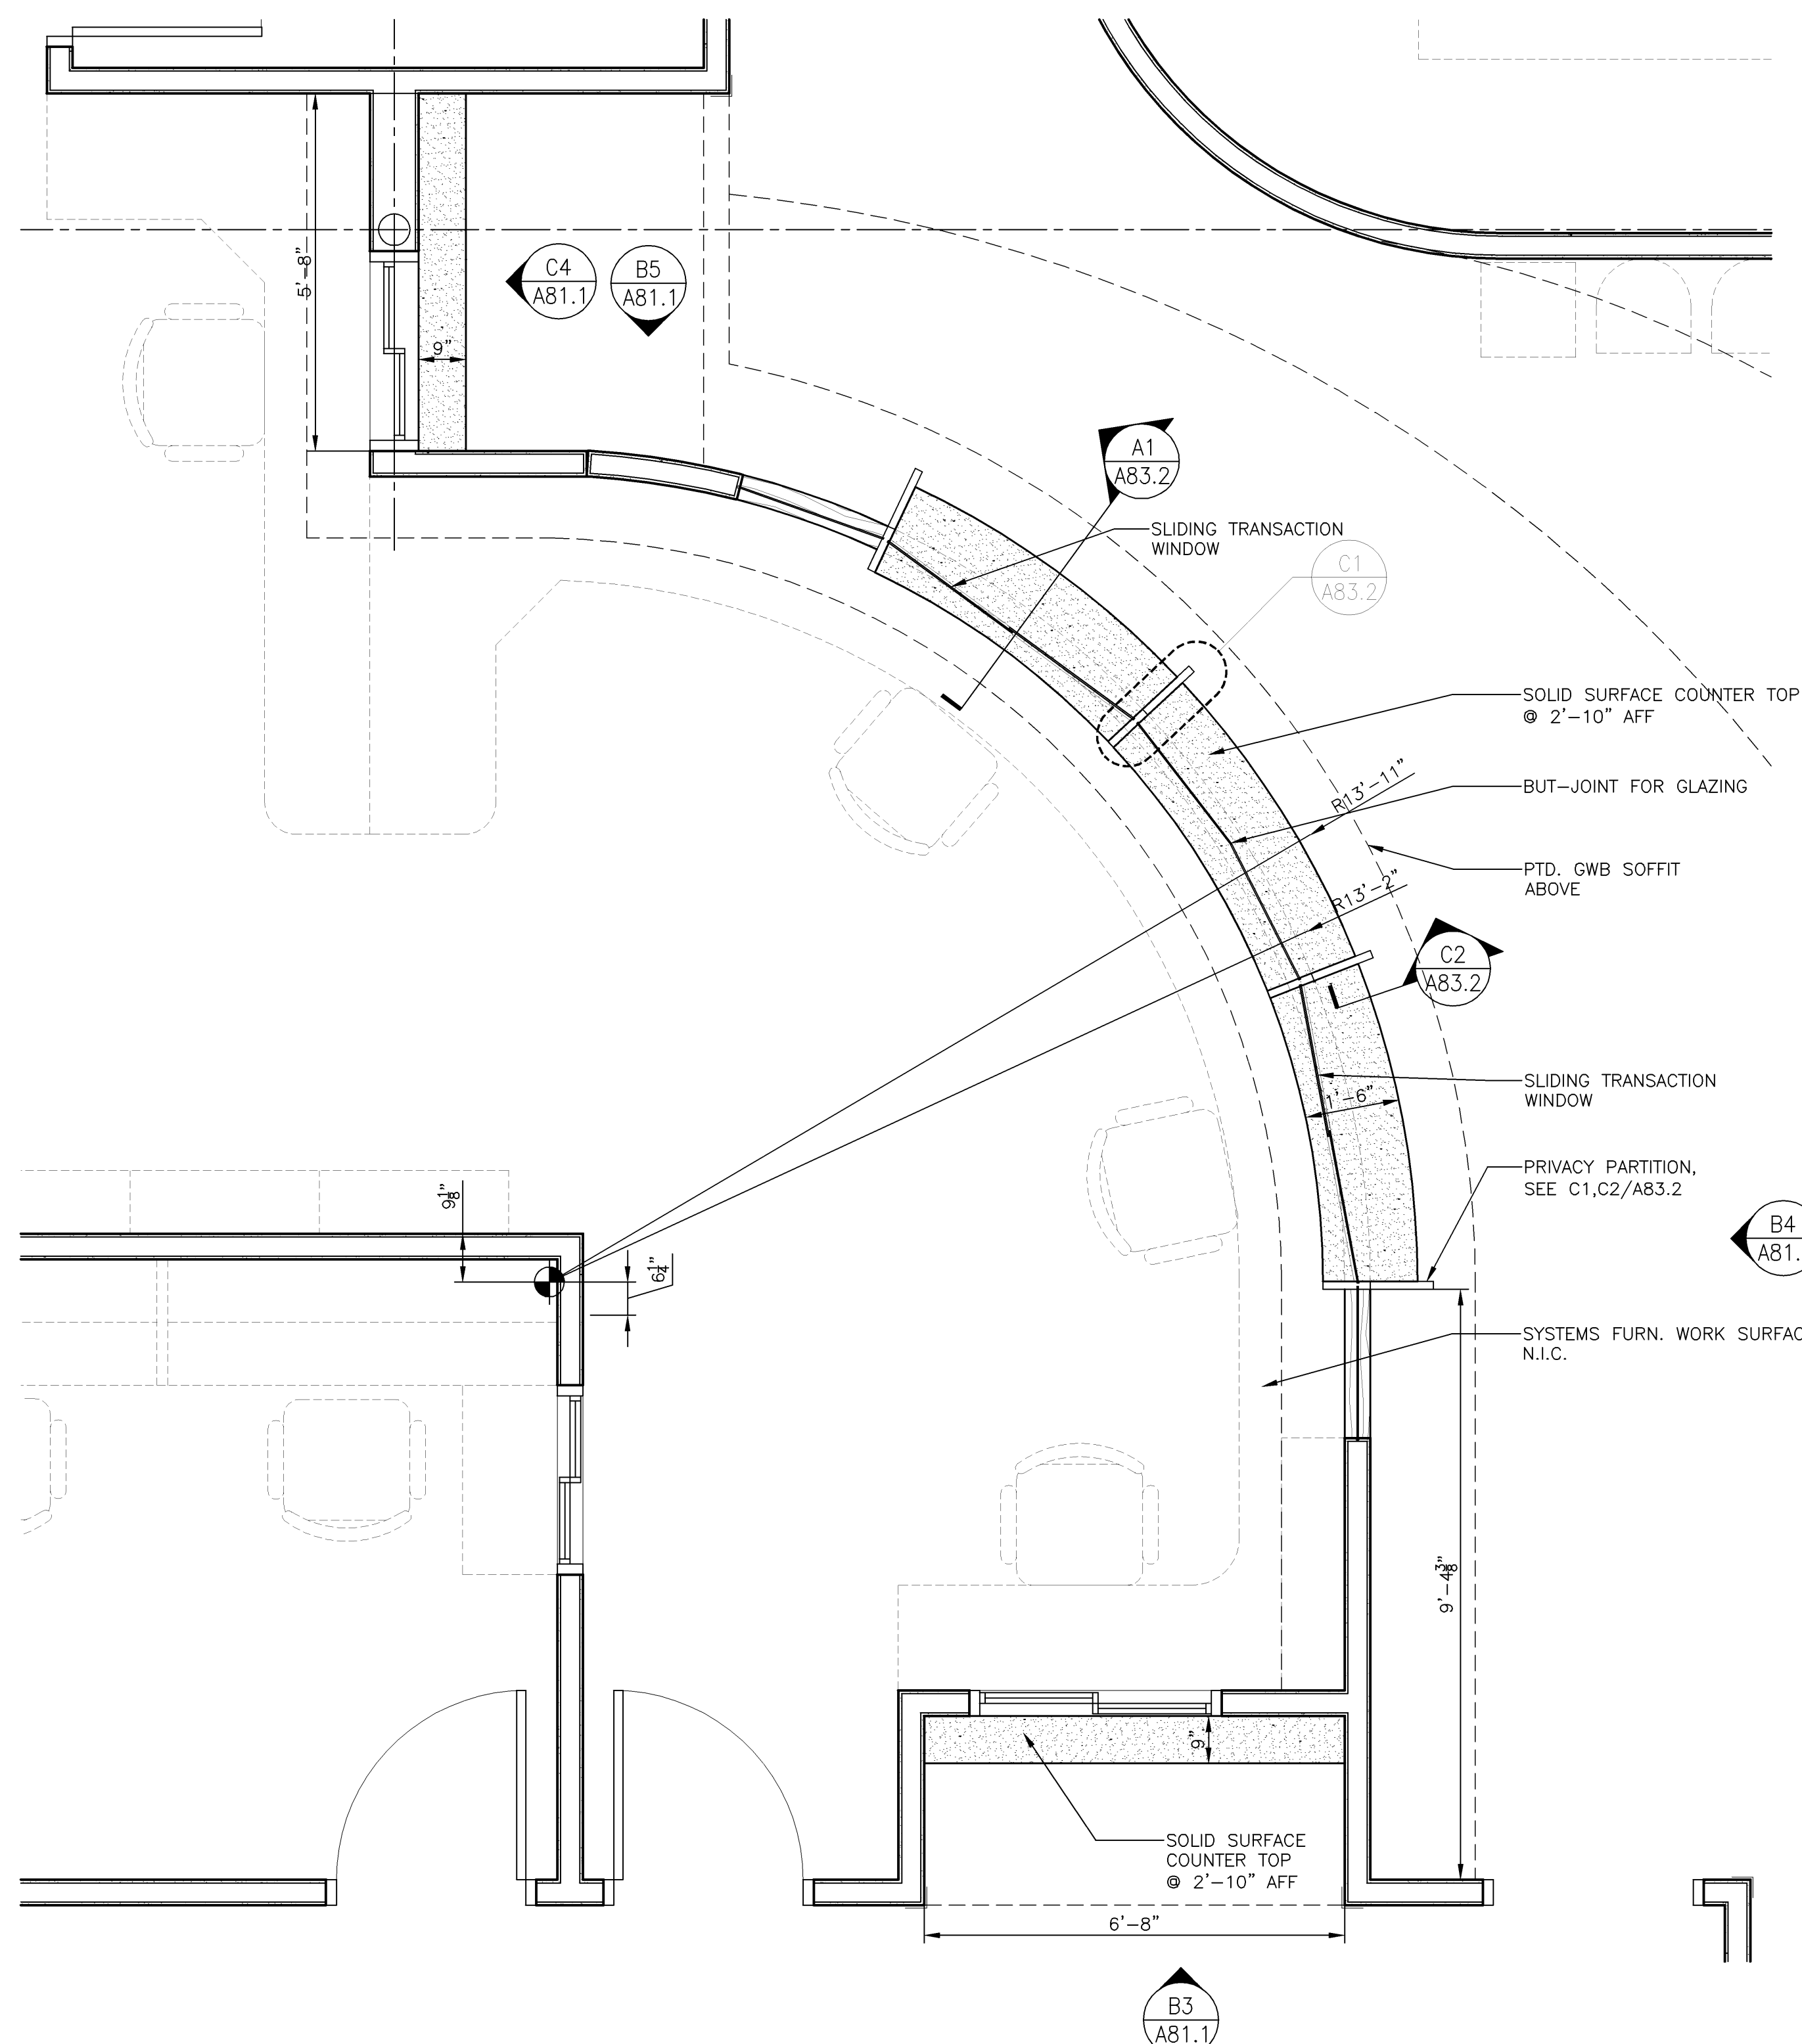 5'-8"
C4
A81.1
B5
A81.1
9"
A1
A83.2
SLIDING TRANSACTION
WINDOW
C1
A83.2
SOLID SURFACE COUNTER TOP
@ 2'-10" AFF
R13'-11"
BUT-JOINT FOR GLAZING
PTD. GWB SOFFIT
ABOVE
R13'-2"
C2
A83.2
SLIDING TRANSACTION
WINDOW
1'-6"
PRIVACY PARTITION,
SEE C1,C2/A83.2
9 1/8"
B4
A81.
6 1/4"
SYSTEMS FURN. WORK SURFAC
N.I.C.
9'-4 3/8"
9"
SOLID SURFACE
COUNTER TOP
@ 2'-10" AFF
6'-8"
B3
A81.1